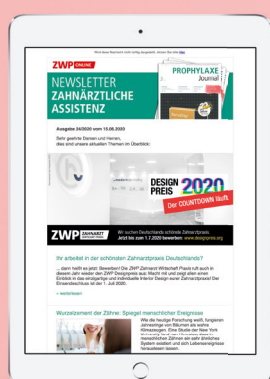 ZWP ONLINE
NEWSLETTER
ZAHNÄRZTLICHE
ASSISTENZ
PROPHYLAXE
Journal
Ausgabe 24/2020 vom 15.06.2020
Sehr geehrte Damen und Herren,
dies sind unsere aktuellen Themen im Überblick:
DESIGN
PREIS 2020
Der COUNTDOWN läuft
ZWP ZAHNARZT
WIRTSCHAFT PRAXIS
Wir suchen Deutschlands schönste Zahnarztpraxis
Jetzt bis zum 1.7.2020 bewerben: www.designpreis.org
Ihr arbeitet in der schönsten Zahnarztpraxis Deutschlands?
... dann heißt es jetzt: Bewerben! Die ZWP Zahnarzt Wirtschaft Praxis ruft auch in
diesem Jahr wieder den ZWP Designpreis aus: Macht mit und zeigt allen einen
Einblick in das einzigartige und individuelle Interior Design eurer Zahnarztpraxis! Der
Einsendeschluss ist der 1. Juli 2020.
» weiterlesen
Wurzelzement der Zähne: Spiegel menschlicher Ereignisse
Wie die heutige Forschung weiß, fungieren
Jahresringe von Bäumen als wahre
Klimazeugen. Eine Studie der New York
menschlichen Zähnen ein sehr ähnliches
System existiert und sich Lebensereignisse
herauslesen lassen.